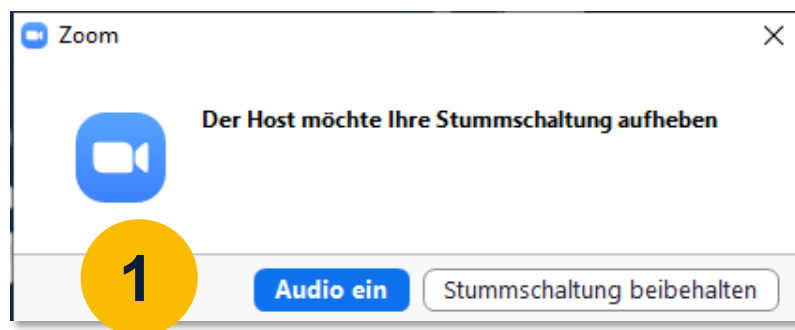 Zoom
Der Host möchte Ihre Stummschaltung aufheben
1
Audio ein
Stummschaltung beibehalten